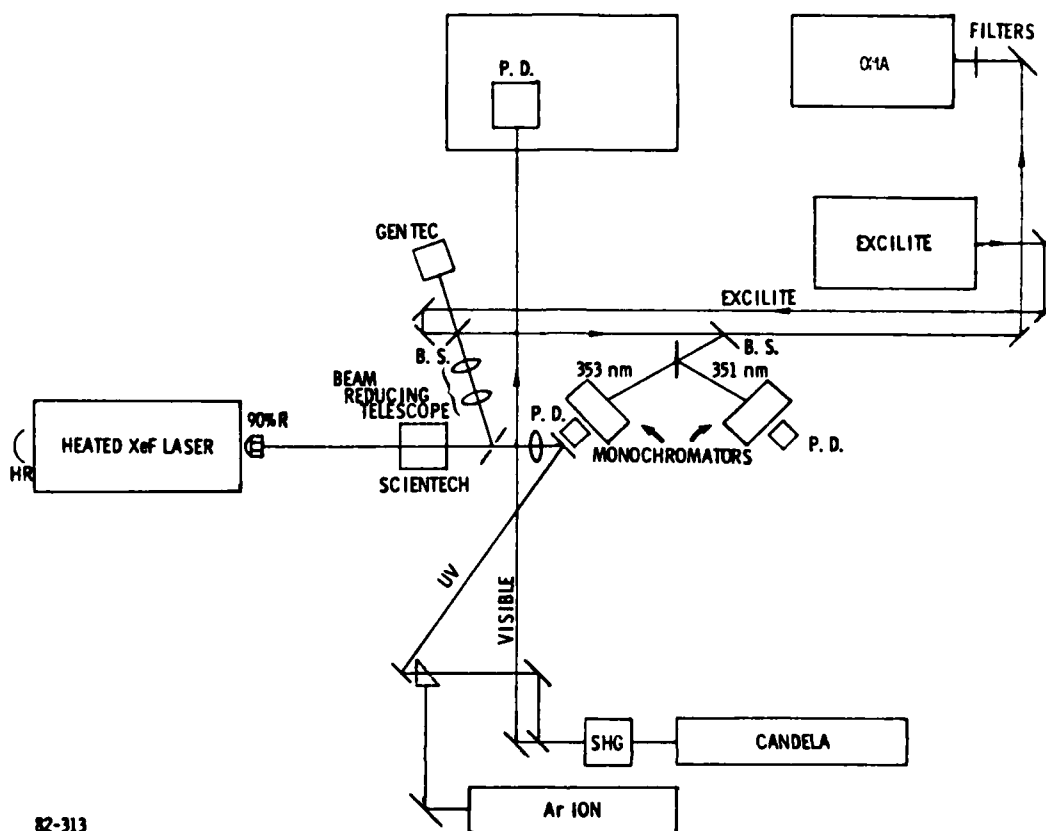 FILTERS
P. D.
GENTEC
EXCILITE
EXCILITE
B. S.
B. S.
353 nm
351 nm
BEAM
REDUCING
TELESCOPE
P. D.
P. D.
MONOCHROMATORS
90%R
HEATED XeF LASER
HR
SCIENTECH
UV
VISIBLE
SHG
CANDELA
Ar ION
82-313